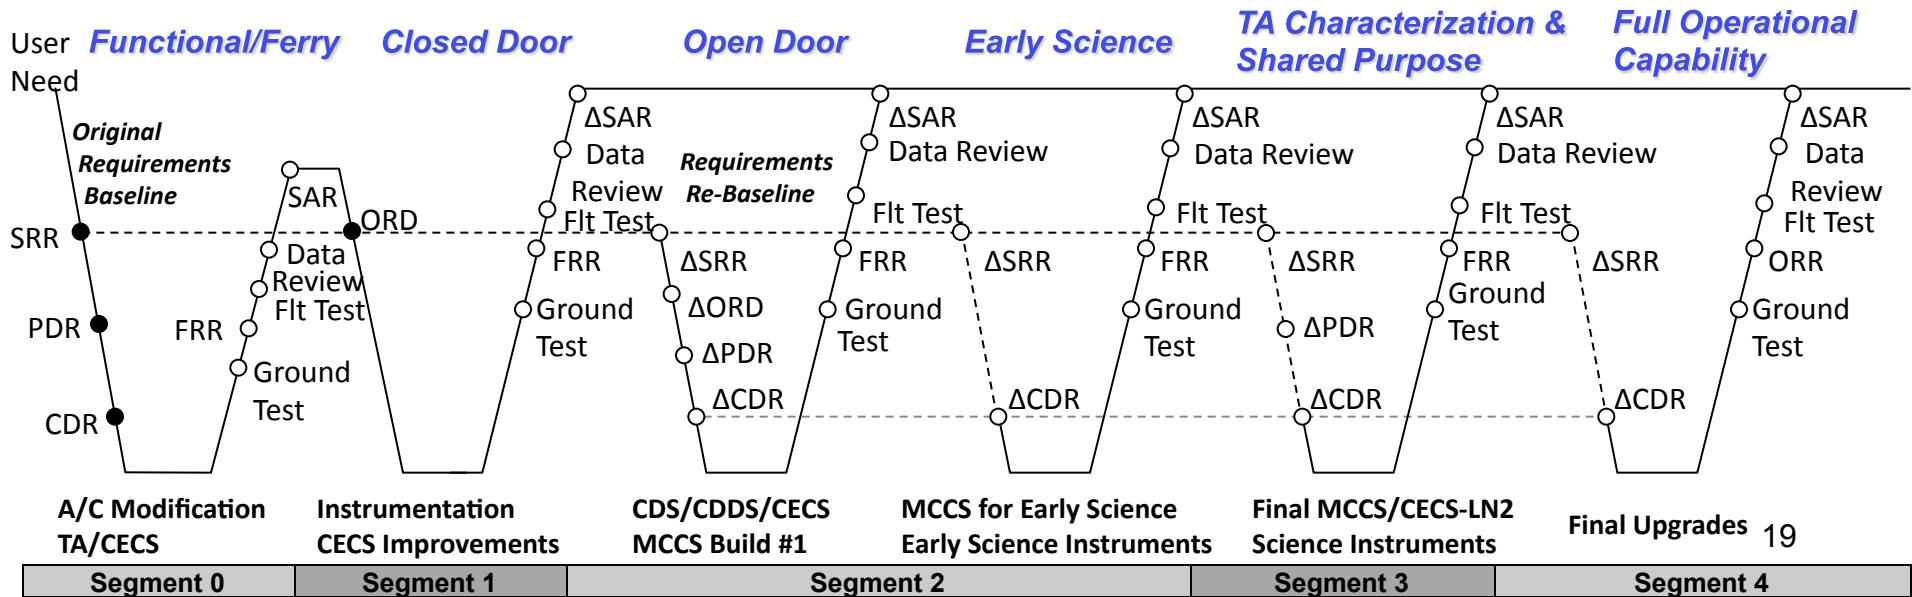 User
Need
Functional/Ferry
Closed Door
Open Door
Early Science
TA Characterization &
Shared Purpose
Full Operational
Capability
Original
Requirements
Baseline
SRR
PDR
CDR
SAR
Data
Review
Flt Test
FRR
Ground
Test
ORD
ΔSAR
Data
Review
Flt Test
FRR
Ground
Test
Requirements
Re-Baseline
ΔSRR
ΔORD
ΔPDR
ΔCDR
ΔSAR
Data Review
Flt Test
FRR
Ground
Test
ΔSRR
ΔCDR
ΔSAR
Data Review
Flt Test
FRR
Ground
Test
ΔSRR
ΔPDR
ΔCDR
ΔSAR
Data Review
Flt Test
FRR
Ground
Test
ΔSRR
ΔCDR
ΔSAR
Data
Review
Flt Test
ORR
Ground
Test
A/C Modification
TA/CECS
Instrumentation
CECS Improvements
CDS/CDDS/CECS
MCCS Build #1
MCCS for Early Science
Early Science Instruments
Final MCCS/CECS-LN2
Science Instruments
Final Upgrades
19
Segment 0
Segment 1
Segment 2
Segment 3
Segment 4